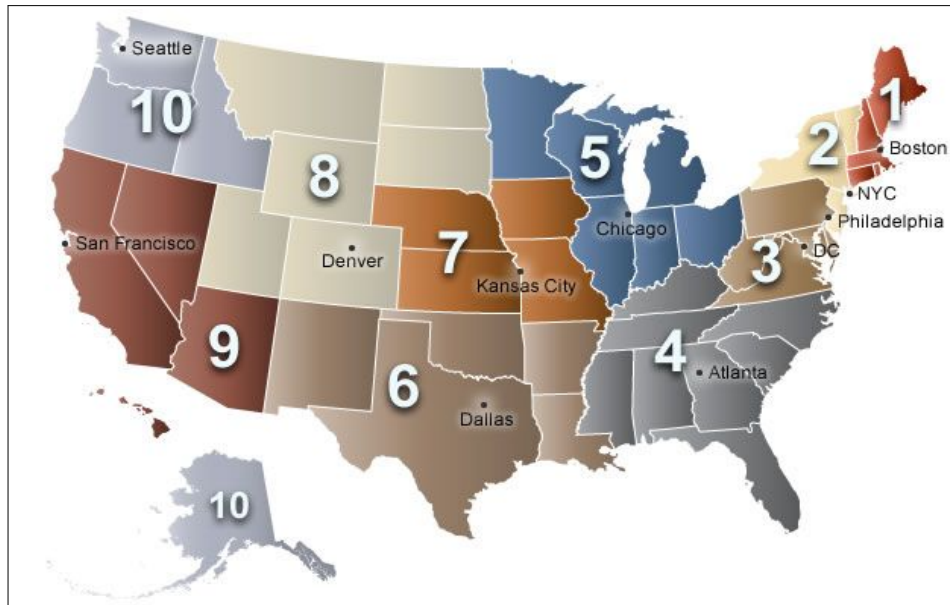 Seattle
10
1
2
Boston
5
8
NYC
Philadelphia
San Francisco
Chicago
7
3
DC
Denver
Kansas City
9
4
Atlanta
6
Dallas
10